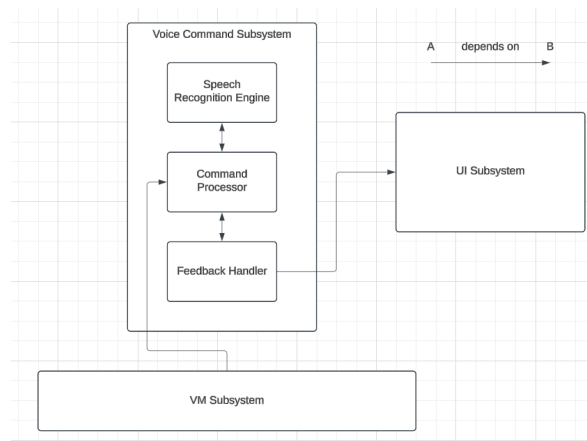 Voice Command Subsystem
A depends on B
Speech
Recognition Engine
Command
Processor
UI Subsystem
Feedback Handler
VM Subsystem